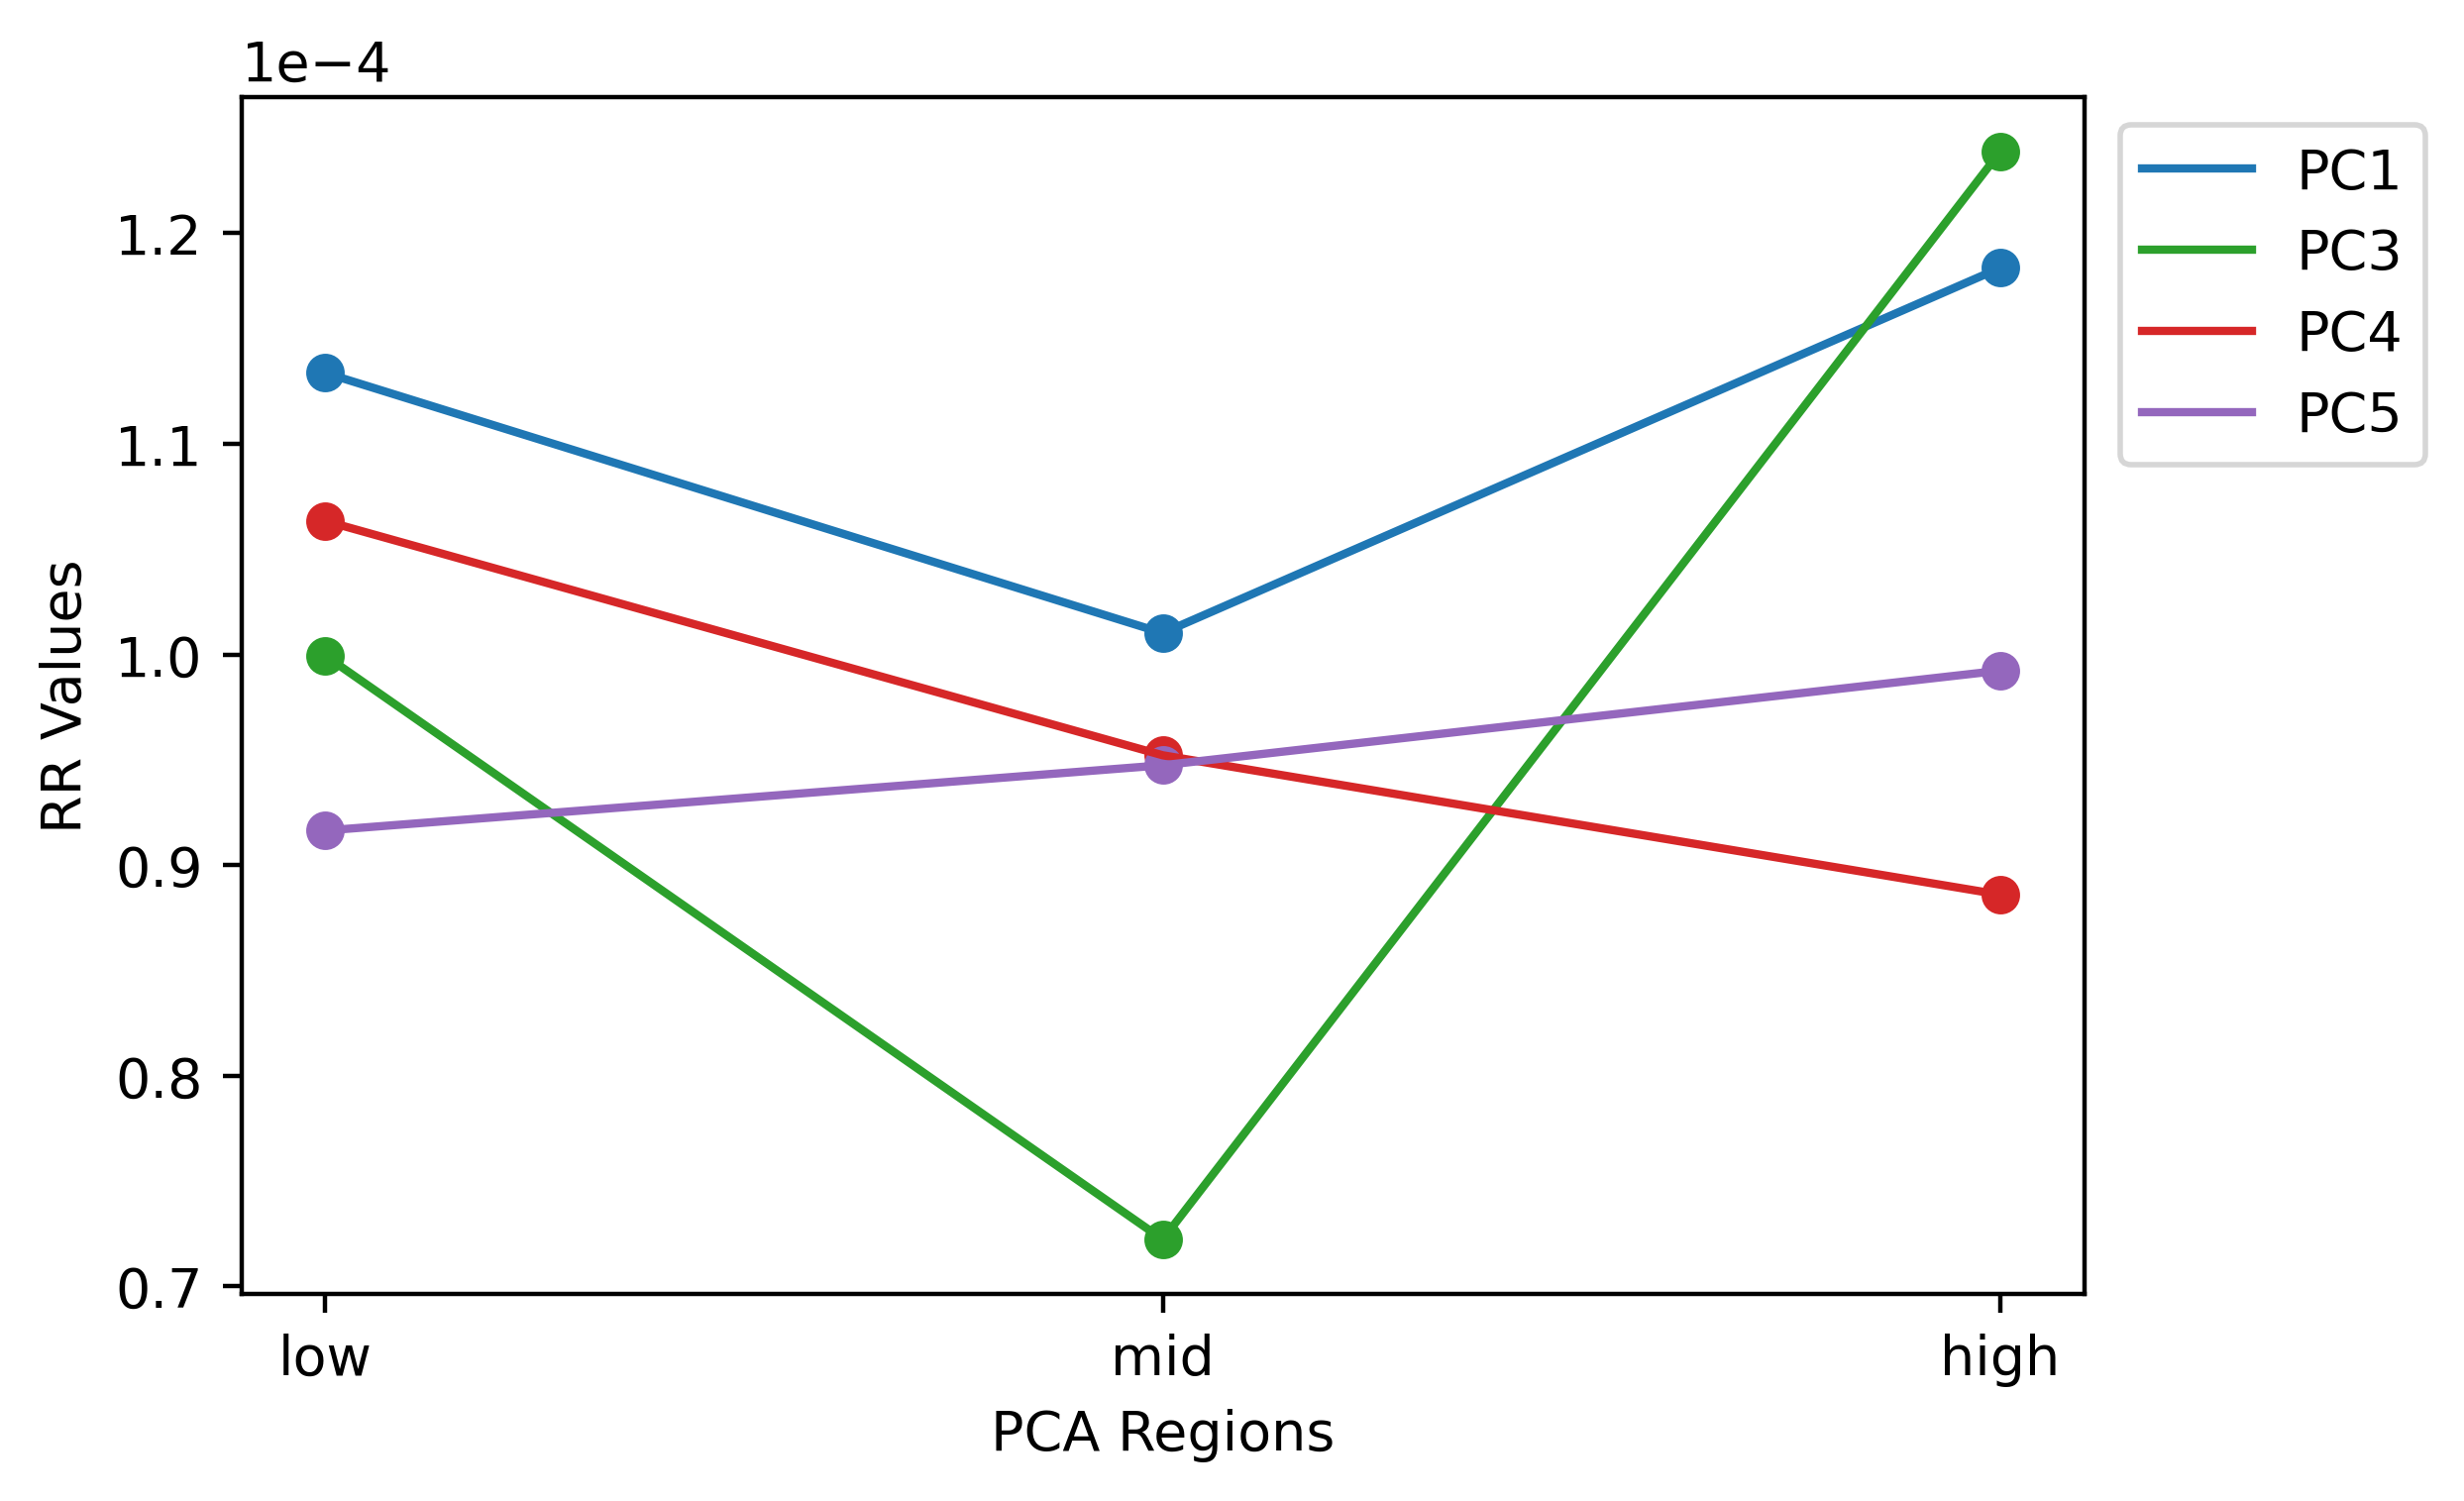 1e−4
1.2
1.1
1.0
0.9
0.8
0.7
RR Values
low mid high
PCA Regions
PC1
PC3
PC4
PC5